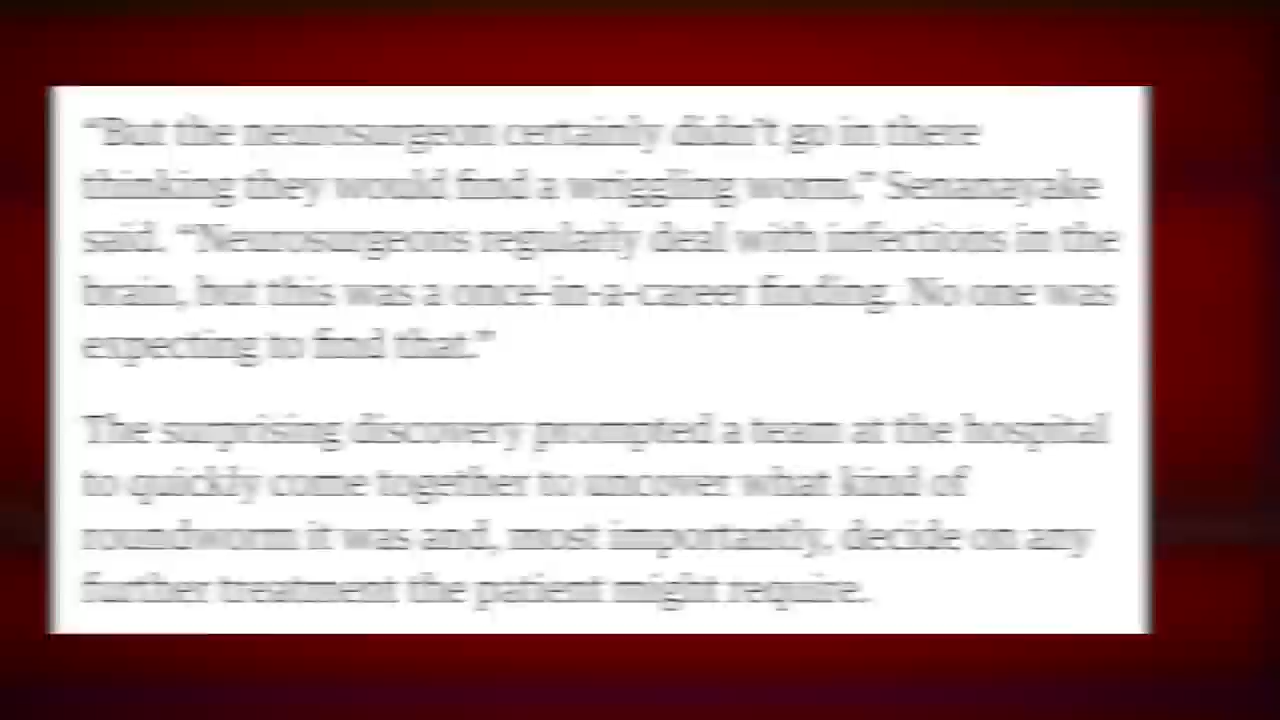 “But the neurosurgeon certainly didn’t go in there
thinking they would find a wriggling worm,” Senanayake
said. “Neurosurgeons regularly deal with infections in the
brain, but this was a once-in-a-career finding. No one was
expecting to find that.”
The surprising discovery prompted a team at the hospital
to quickly come together to uncover what kind of
roundworm it was and, most importantly, decide on any
further treatment the patient might require.